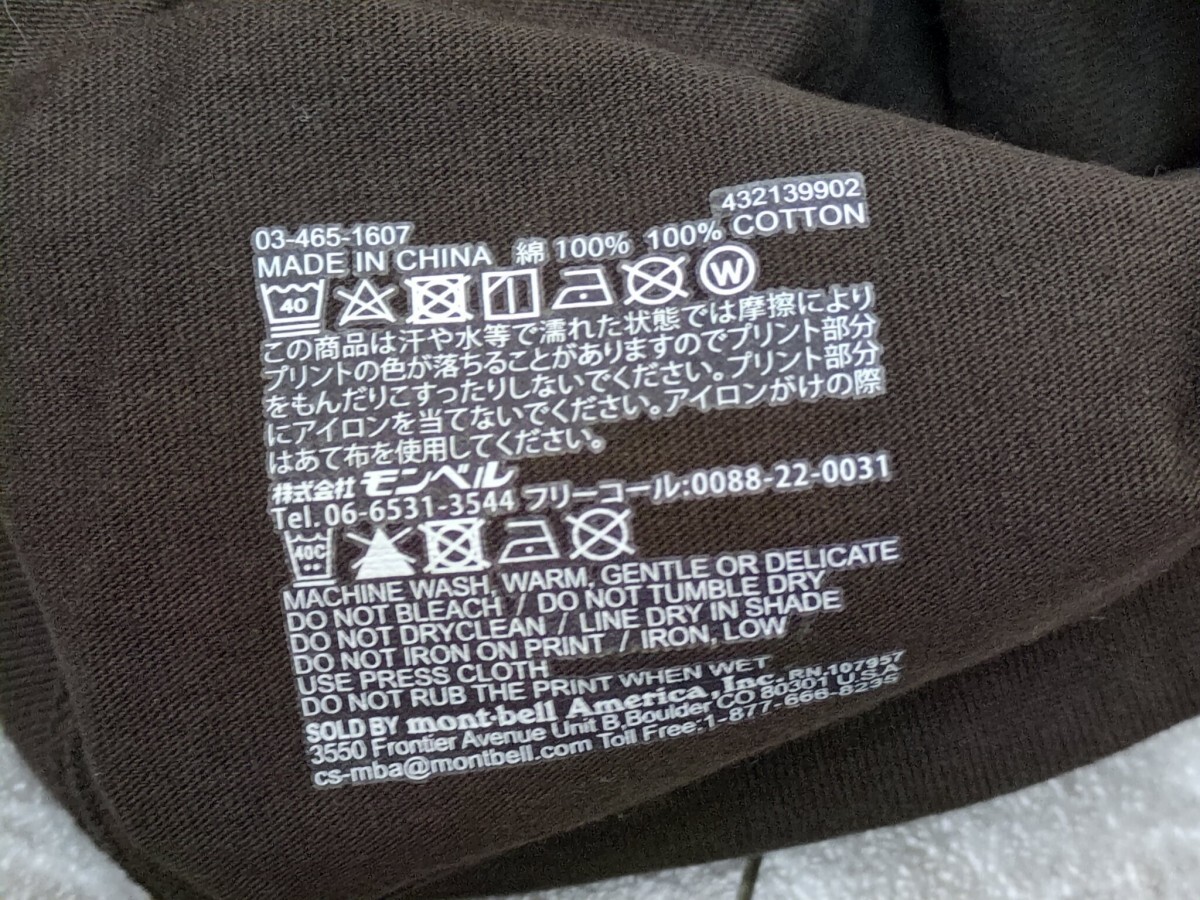 432139902
03-465-1607
MADE IN CHINA 綿 100% 100% COTTON
40 W
この商品は汗や水等で濡れた状態では摩擦により
プリントの色が落ちることがありますのでプリント部分
をもんだりこすったりしないでください。プリント部分
にアイロンを当てないでください。アイロンがけの際
はあて布を使用してください。
株式会社 モンベル
Tel.06-6531-3544 フリーコール:0088-22-0031
40C
MACHINE WASH, WARM, GENTLE OR DELICATE
DO NOT BLEACH / DO NOT TUMBLE DRY
DO NOT DRYCLEAN / LINE DRY IN SHADE
DO NOT IRON ON PRINT / IRON, LOW
USE PRESS CLOTH
DO NOT RUB THE PRINT WHEN WET
SOLD BY mont-bell America,Inc. RN.107957
3550 Frontier Avenue Unit B,Boulder CO 80301 U.S.A
cs-mba@montbell.com Toll Free:1-877-666-8235